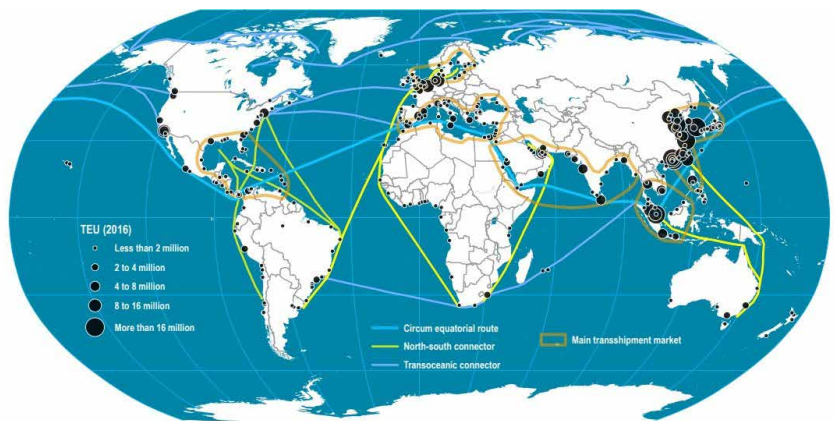 TEU (2016)
Less than 2 million
2 to 4 million
4 to 8 million
8 to 16 million
More than 16 million
Circum equatorial route
North-south connector
Transoceanic connector
Main transshipment market